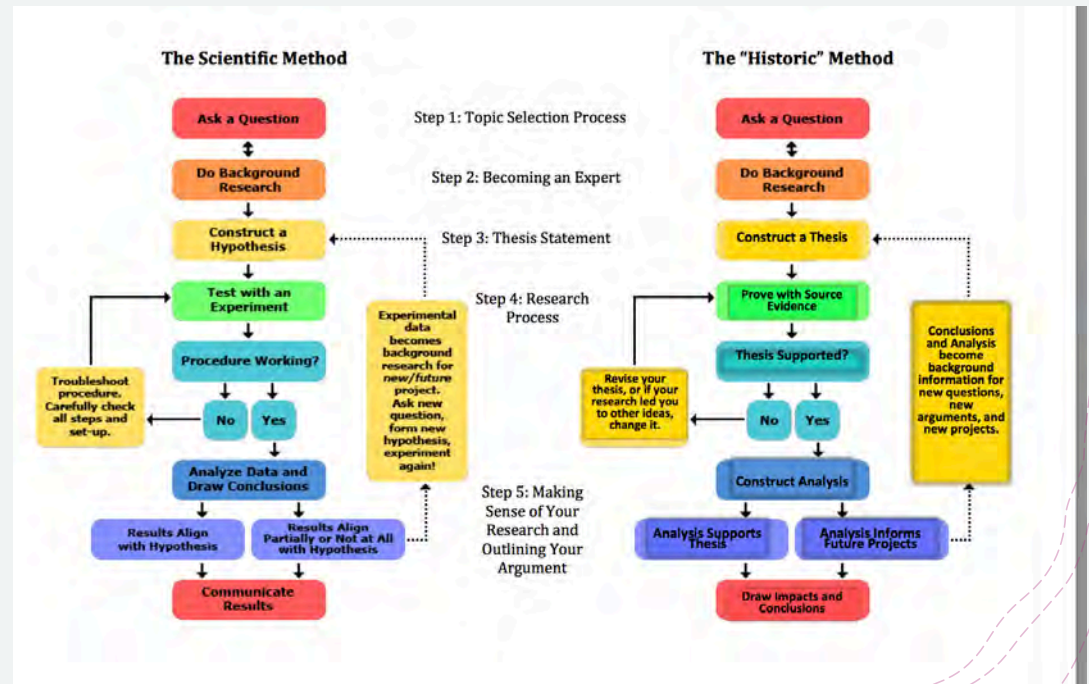 The Scientific Method
Ask a Question
Do Background
Research
Construct a
Hypothesis
Test with an
Experiment
Procedure Working?
No
Yes
Troubleshoot
procedure.
Carefully check
all steps and
set-up.
Experimental
data
becomes
background
research for
new/future
project.
Ask new
question,
form new
hypothesis,
experiment
again!
Analyze Data and
Draw Conclusions
Results Align
with Hypothesis
Results Align
Partially or Not at All
with Hypothesis
Communicate
Results
Step 1: Topic Selection Process
Step 2: Becoming an Expert
Step 3: Thesis Statement
Step 4: Research
Process
Step 5: Making
Sense of Your
Research and
Outlining Your
Argument
The "Historic" Method
Ask a Question
Do Background
Research
Construct a Thesis
Prove with Source
Evidence
Thesis Supported?
No
Yes
Revise your
thesis, or if your
research led you
to other ideas,
change it.
Conclusions
and Analysis
become
background
information for
new questions,
new
arguments, and
new projects.
Construct Analysis
Analysis Supports
Thesis
Analysis Informs
Future Projects
Draw Impacts and
Conclusions